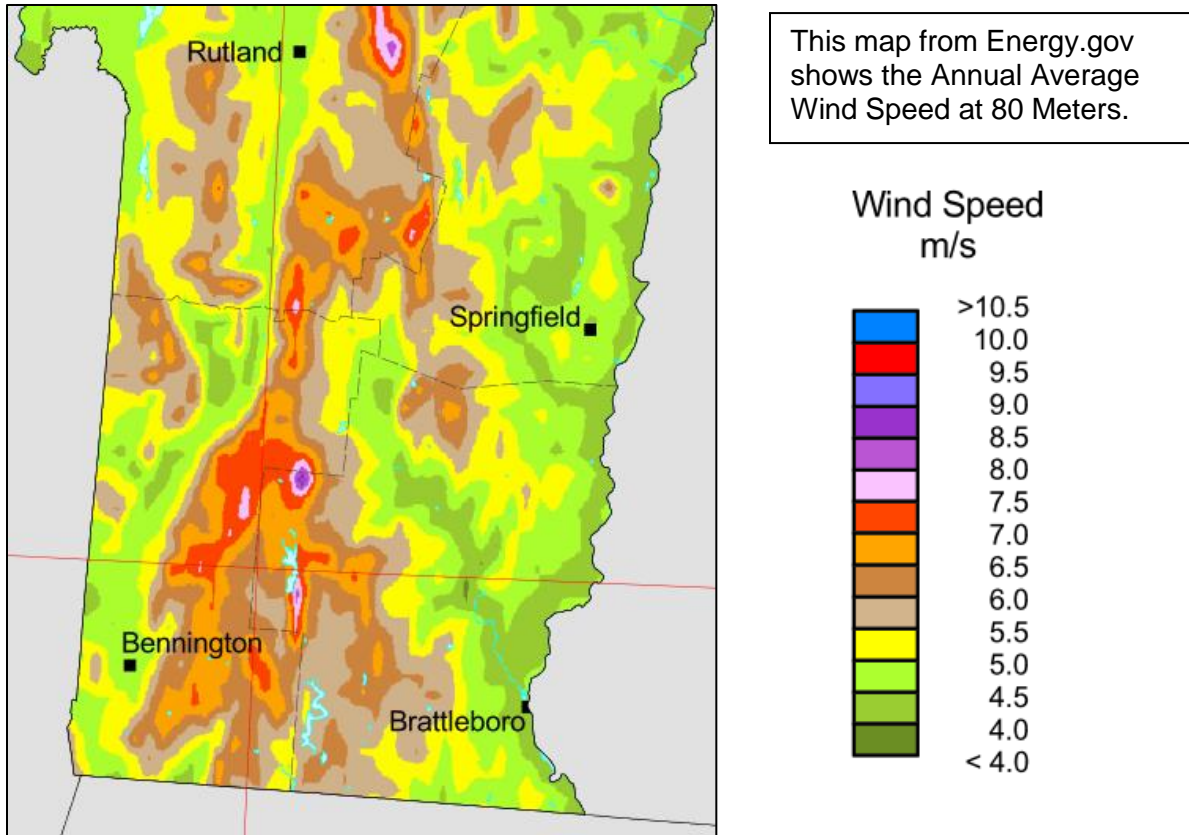 Rutland
Springfield
Bennington
Brattleboro
This map from Energy.gov
shows the Annual Average
Wind Speed at 80 Meters.
Wind Speed
m/s
>10.5
10.0
9.5
9.0
8.5
8.0
7.5
7.0
6.5
6.0
5.5
5.0
4.5
4.0
< 4.0